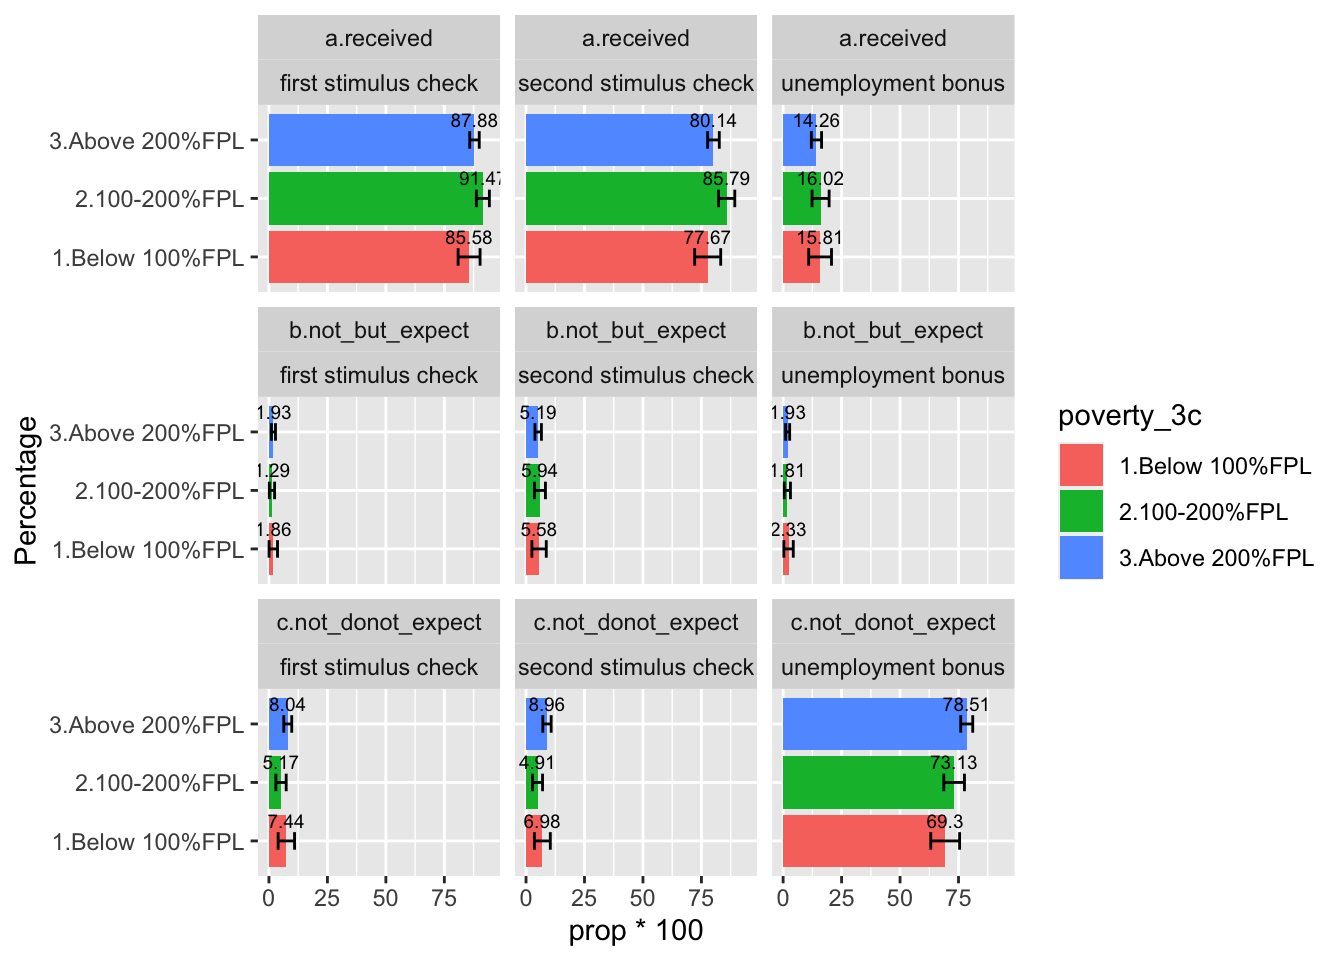 a.received a.received a.received
first stimulus check second stimulus check unemployment bonus
3.Above 200%FPL 87.88 80.14 14.26
2.100-200%FPL 91.47 85.79 16.02
1.Below 100%FPL 85.58 77.67 15.81
b.not_but_expect b.not_but_expect b.not_but_expect
first stimulus check second stimulus check unemployment bonus
3.Above 200%FPL 1.93 5.19 1.93
2.100-200%FPL 1.29 5.94 1.81
1.Below 100%FPL 1.86 5.58 2.33
c.not_donot_expect c.not_donot_expect c.not_donot_expect
first stimulus check second stimulus check unemployment bonus
3.Above 200%FPL 8.04 8.96 78.51
2.100-200%FPL 5.17 4.91 73.13
1.Below 100%FPL 7.44 6.98 69.3
0 25 50 75 0 25 50 75 0 25 50 75
prop * 100
Percentage
poverty_3c
1.Below 100%FPL
2.100-200%FPL
3.Above 200%FPL